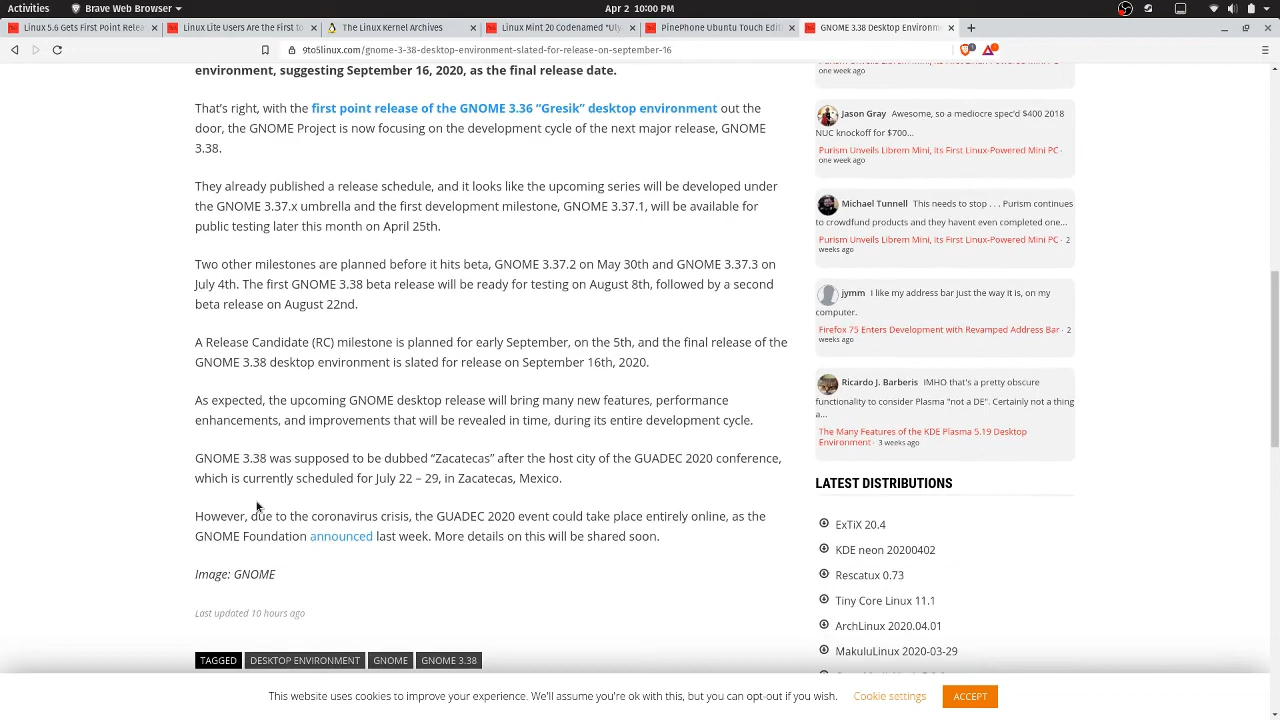 Activities
Brave Web Browser
Apr 2 10:00 PM
Linux 5.6 Gets First Point Release
Linux Lite Users Are the First to
The Linux Kernel Archives
Linux Mint 20 Codenamed "Uly
PinePhone Ubuntu Touch Editi
GNOME 3.38 Desktop Environm
9to5linux.com/gnome-3-38-desktop-environment-slated-for-release-on-september-16
environment, suggesting September 16, 2020, as the final release date.
That's right, with the first point release of the GNOME 3.36 “Gresik” desktop environment out the
door, the GNOME Project is now focusing on the development cycle of the next major release, GNOME
3.38.
They already published a release schedule, and it looks like the upcoming series will be developed under
the GNOME 3.37.x umbrella and the first development milestone, GNOME 3.37.1, will be available for
public testing later this month on April 25th.
Two other milestones are planned before it hits beta, GNOME 3.37.2 on May 30th and GNOME 3.37.3 on
July 4th. The first GNOME 3.38 beta release will be ready for testing on August 8th, followed by a second
beta release on August 22nd.
A Release Candidate (RC) milestone is planned for early September, on the 5th, and the final release of the
GNOME 3.38 desktop environment is slated for release on September 16th, 2020.
As expected, the upcoming GNOME desktop release will bring many new features, performance
enhancements, and improvements that will be revealed in time, during its entire development cycle.
GNOME 3.38 was supposed to be dubbed “Zacatecas” after the host city of the GUADEC 2020 conference,
which is currently scheduled for July 22 – 29, in Zacatecas, Mexico.
However, due to the coronavirus crisis, the GUADEC 2020 event could take place entirely online, as the
GNOME Foundation announced last week. More details on this will be shared soon.
Image: GNOME
Last updated 10 hours ago
TAGGED DESKTOP ENVIRONMENT GNOME GNOME 3.38
Purism Unveils Librem Mini, Its First Linux-Powered Mini PC ·
one week ago
Jason Gray Awesome, so a mediocre spec'd $400 2018
NUC knockoff for $700...
Purism Unveils Librem Mini, Its First Linux-Powered Mini PC ·
one week ago
Michael Tunnell This needs to stop . . . Purism continues
to crowdfund products and they havent even completed one...
Purism Unveils Librem Mini, Its First Linux-Powered Mini PC · 2
weeks ago
jymm I like my address bar just the way it is, on my
computer.
Firefox 75 Enters Development with Revamped Address Bar · 2
weeks ago
Ricardo J. Barberis IMHO that's a pretty obscure
functionality to consider Plasma "not a DE". Certainly not a thing
a...
The Many Features of the KDE Plasma 5.19 Desktop
Environment · 3 weeks ago
LATEST DISTRIBUTIONS
ExTiX 20.4
KDE neon 20200402
Rescatux 0.73
Tiny Core Linux 11.1
ArchLinux 2020.04.01
MakuluLinux 2020-03-29
This website uses cookies to improve your experience. We'll assume you're ok with this, but you can opt-out if you wish. Cookie settings ACCEPT